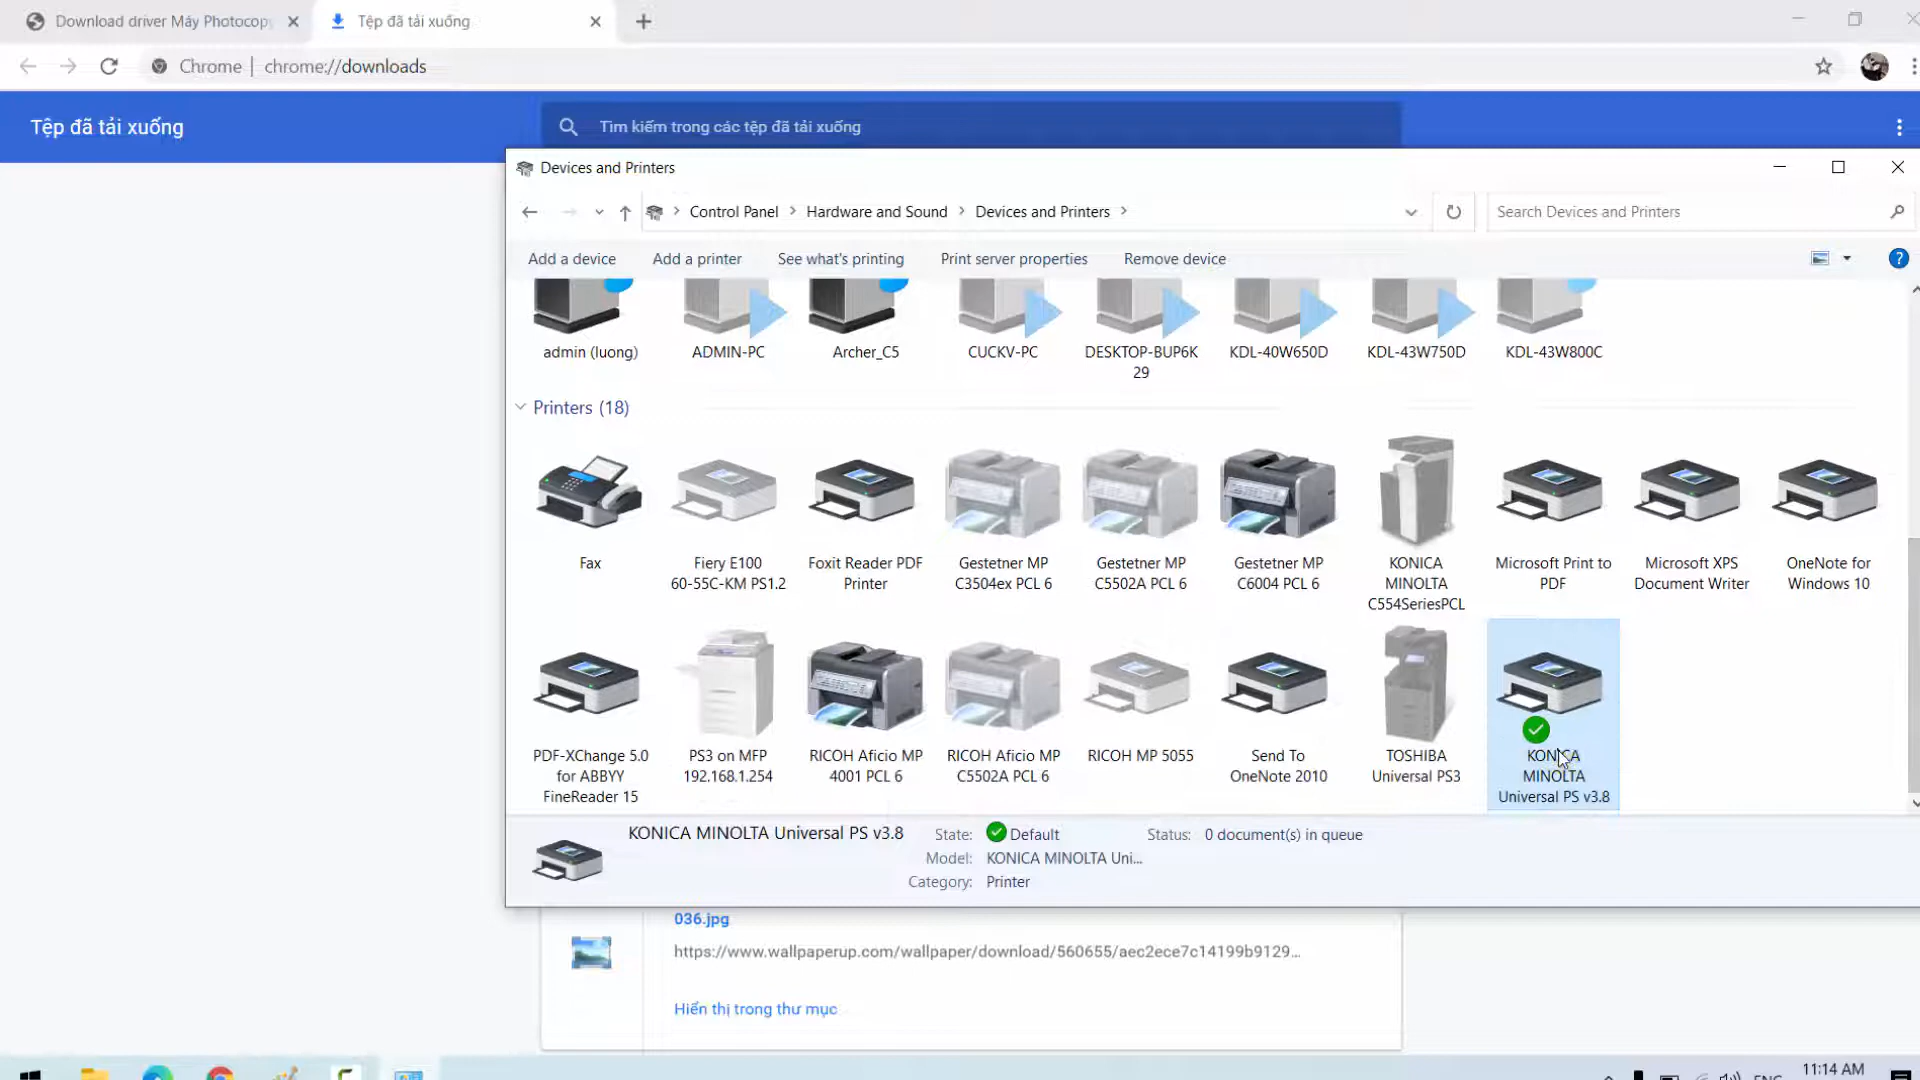 Download driver Máy Photocopy
Tệp đã tải xuống
Chrome | chrome://downloads
Tệp đã tải xuống
Tìm kiếm trong các tệp đã tải xuống
Devices and Printers
Control Panel > Hardware and Sound > Devices and Printers >
Search Devices and Printers
Add a device
Add a printer
See what's printing
Print server properties
Remove device
admin (luong)
ADMIN-PC
Archer_C5
CUCKV-PC
DESKTOP-BUP6K
29
KDL-40W650D
KDL-43W750D
KDL-43W800C
Printers (18)
Fax
Fiery E100
60-55C-KM PS1.2
Foxit Reader PDF
Printer
Gestetner MP
C3504ex PCL 6
Gestetner MP
C5502A PCL 6
Gestetner MP
C6004 PCL 6
KONICA
MINOLTA
C554SeriesPCL
Microsoft Print to
PDF
Microsoft XPS
Document Writer
OneNote for
Windows 10
PDF-XChange 5.0
for ABBYY
FineReader 15
PS3 on MFP
192.168.1.254
RICOH Aficio MP
4001 PCL 6
RICOH Aficio MP
C5502A PCL 6
RICOH MP 5055
Send To
OneNote 2010
TOSHIBA
Universal PS3
KONICA
MINOLTA
Universal PS v3.8
KONICA MINOLTA Universal PS v3.8
State: Default
Status: 0 document(s) in queue
Model: KONICA MINOLTA Uni...
Category: Printer
036.jpg
https://www.wallpaperup.com/wallpaper/download/560655/aec2ece7c14199b9129...
Hiển thị trong thư mục
ENG
11:14 AM